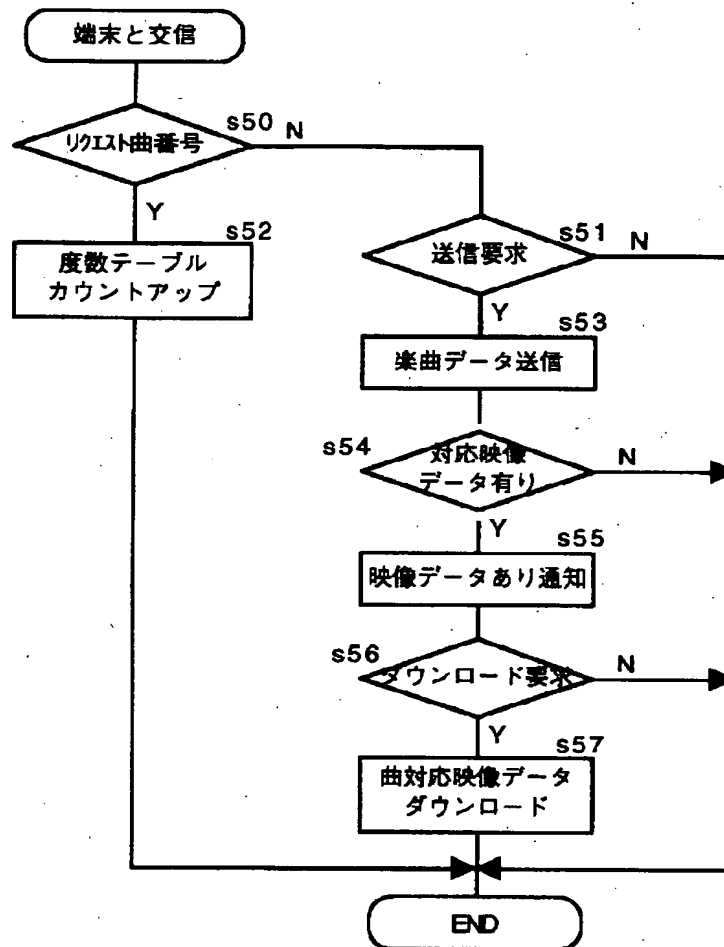 端末と交信
リクエスト曲番号
s50
N
Y
s52
度数テーブル
カウントアップ
送信要求
s51
N
Y
s53
楽曲データ送信
s54
対応映像
データ有り
N
Y
s55
映像データあり通知
s56
ダウンロード要求
N
Y
s57
曲対応映像データ
ダウンロード
END